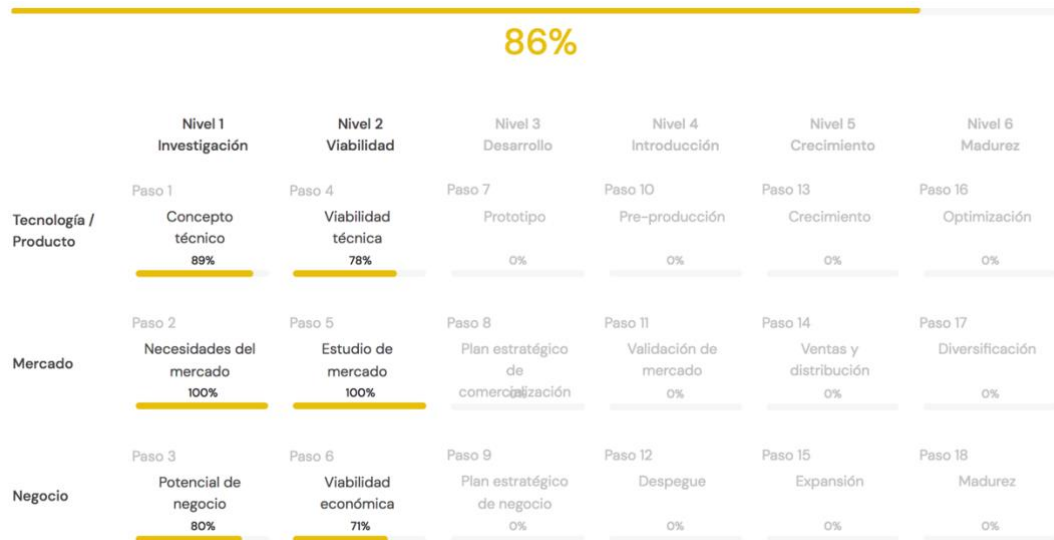 86%
Nivel 1 Nivel 2 Nivel 3 Nivel 4 Nivel 5 Nivel 6
Investigación Viabilidad Desarrollo Introducción Crecimiento Madurez
Paso 1 Paso 4 Paso 7 Paso 10 Paso 13 Paso 16
Tecnología / Concepto Viabilidad Prototipo Pre-producción Crecimiento Optimización
Producto técnico técnica
89% 78% 0% 0% 0% 0%
Paso 2 Paso 5 Paso 8 Paso 11 Paso 14 Paso 17
Mercado Necesidades del Estudio de Plan estratégico Validación de Ventas y Diversificación
mercado mercado de mercado distribución
100% 100% comercialización 0% 0% 0% 0%
Paso 3 Paso 6 Paso 9 Paso 12 Paso 15 Paso 18
Negocio Potencial de Viabilidad Plan estratégico Despegue Expansión Madurez
negocio económica de negocio
80% 71% 0% 0% 0% 0%